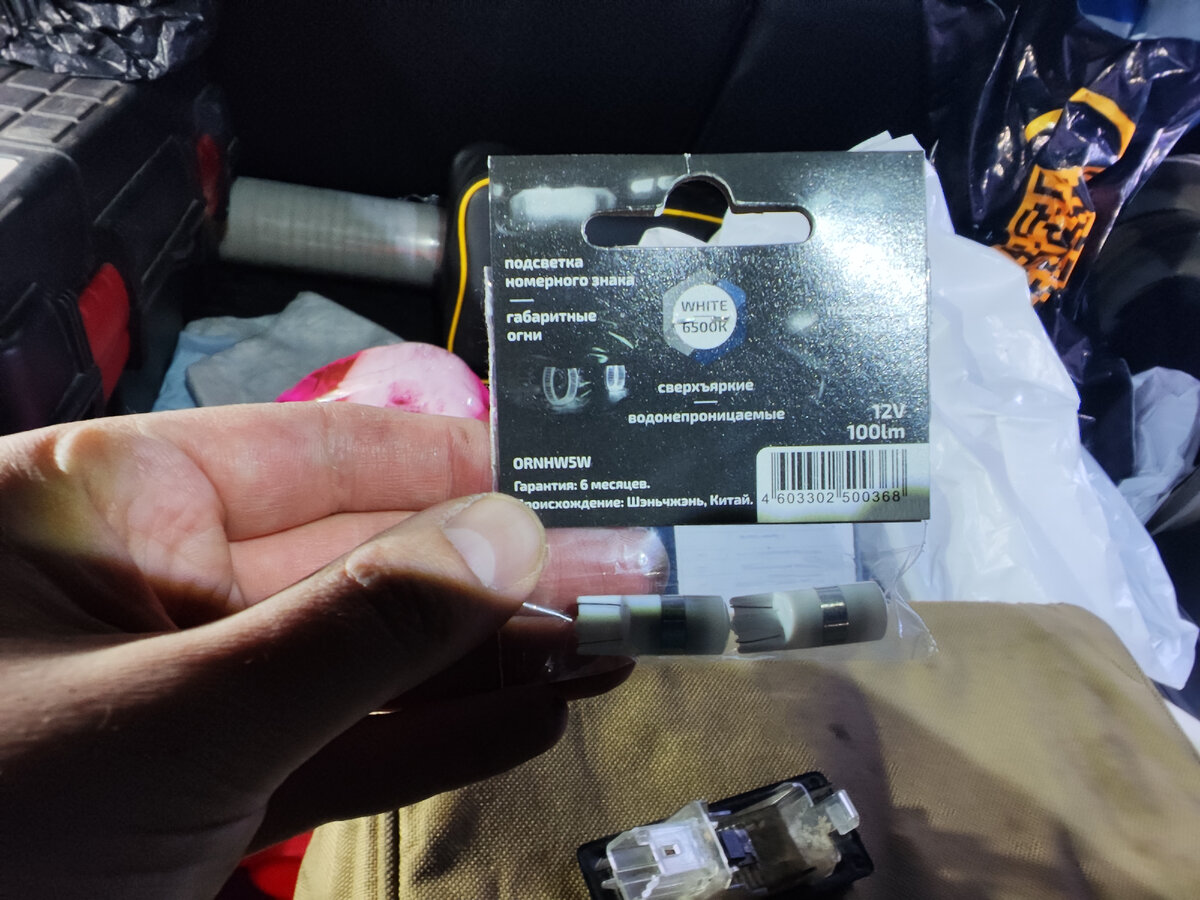 подсветка
номерного знака
габаритные
огни
WHITE
6500K
сверхъяркие
водонепроницаемые
12V
100lm
ORNHW5W
Гарантия: 6 месяцев.
Происхождение: Шэньчжэнь, Китай.
4 603302 500368